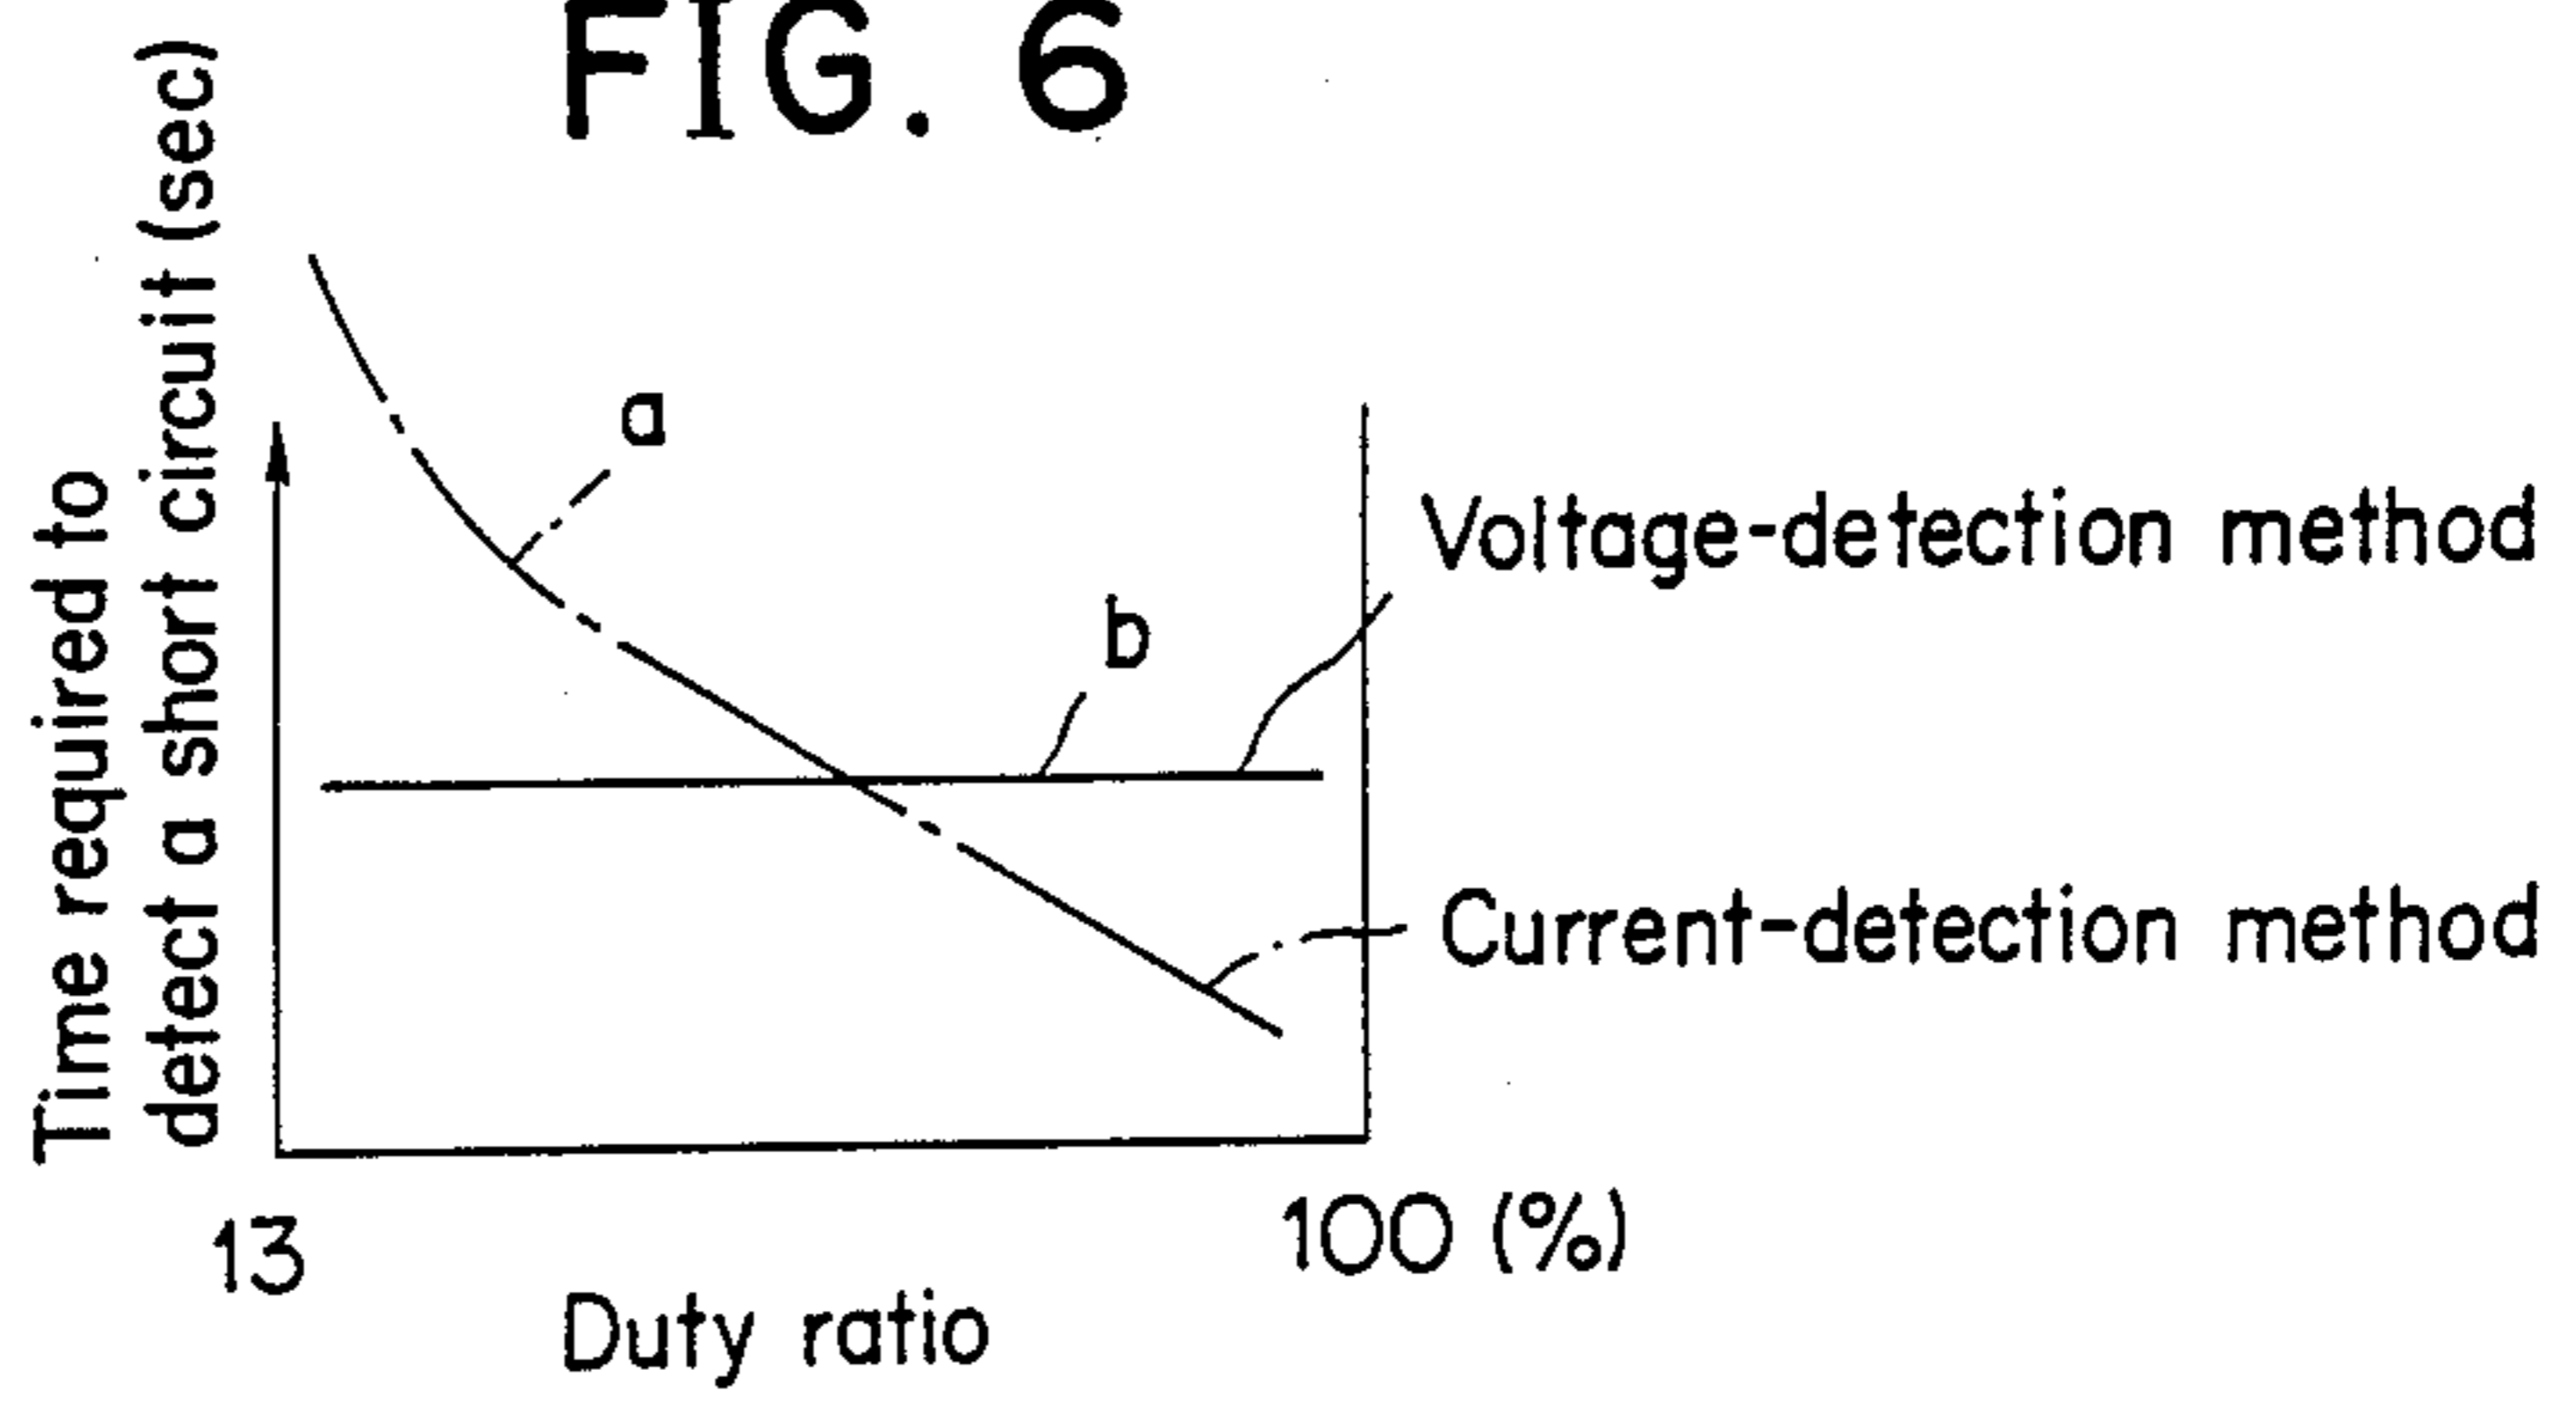 FIG. 6
Time required to
detect a short circuit (sec)
a
b
Voltage-detection method
Current-detection method
13
100 (%)
Duty ratio